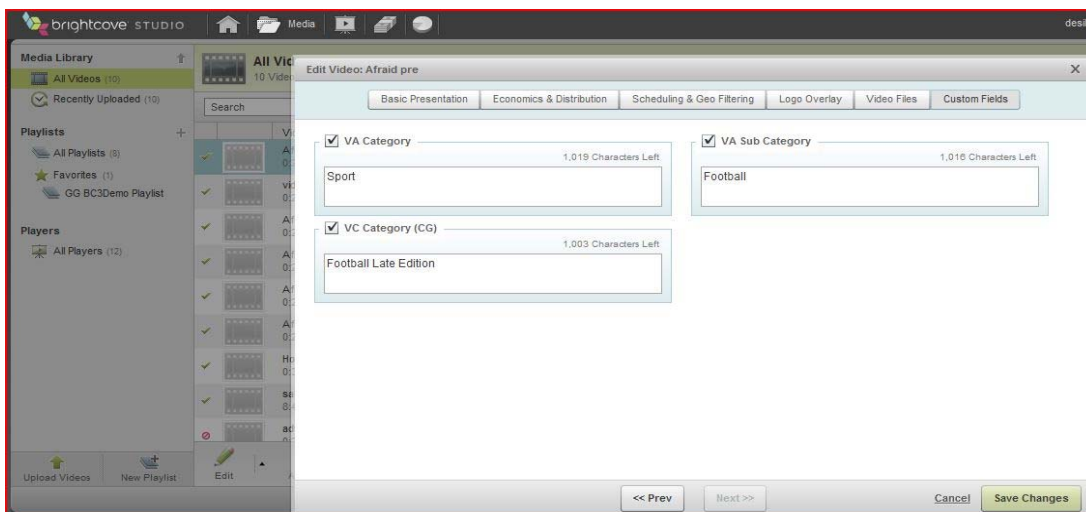 brightcove STUDIO
Media
Media Library
All Videos (10)
Recently Uploaded (10)
Playlists
All Playlists (5)
Favorites (1)
GG BC3Demo Playlist
Players
All Players (12)
Upload Videos
New Playlist
All Vid
10 Vide
Search
Edit
Edit Video: Afraid pre
X
Basic Presentation
Economics & Distribution
Scheduling & Geo Filtering
Logo Overlay
Video Files
Custom Fields
VA Category
1,019 Characters Left
Sport
VA Sub Category
1,016 Characters Left
Football
VC Category (CG)
1,003 Characters Left
Football Late Edition
<< Prev
Next >>
Cancel
Save Changes